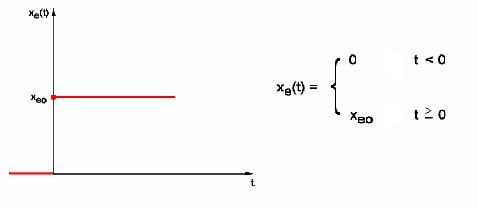 xe(t)
xeo
t
xe(t) =
0 t < 0
xeo t ≥ 0